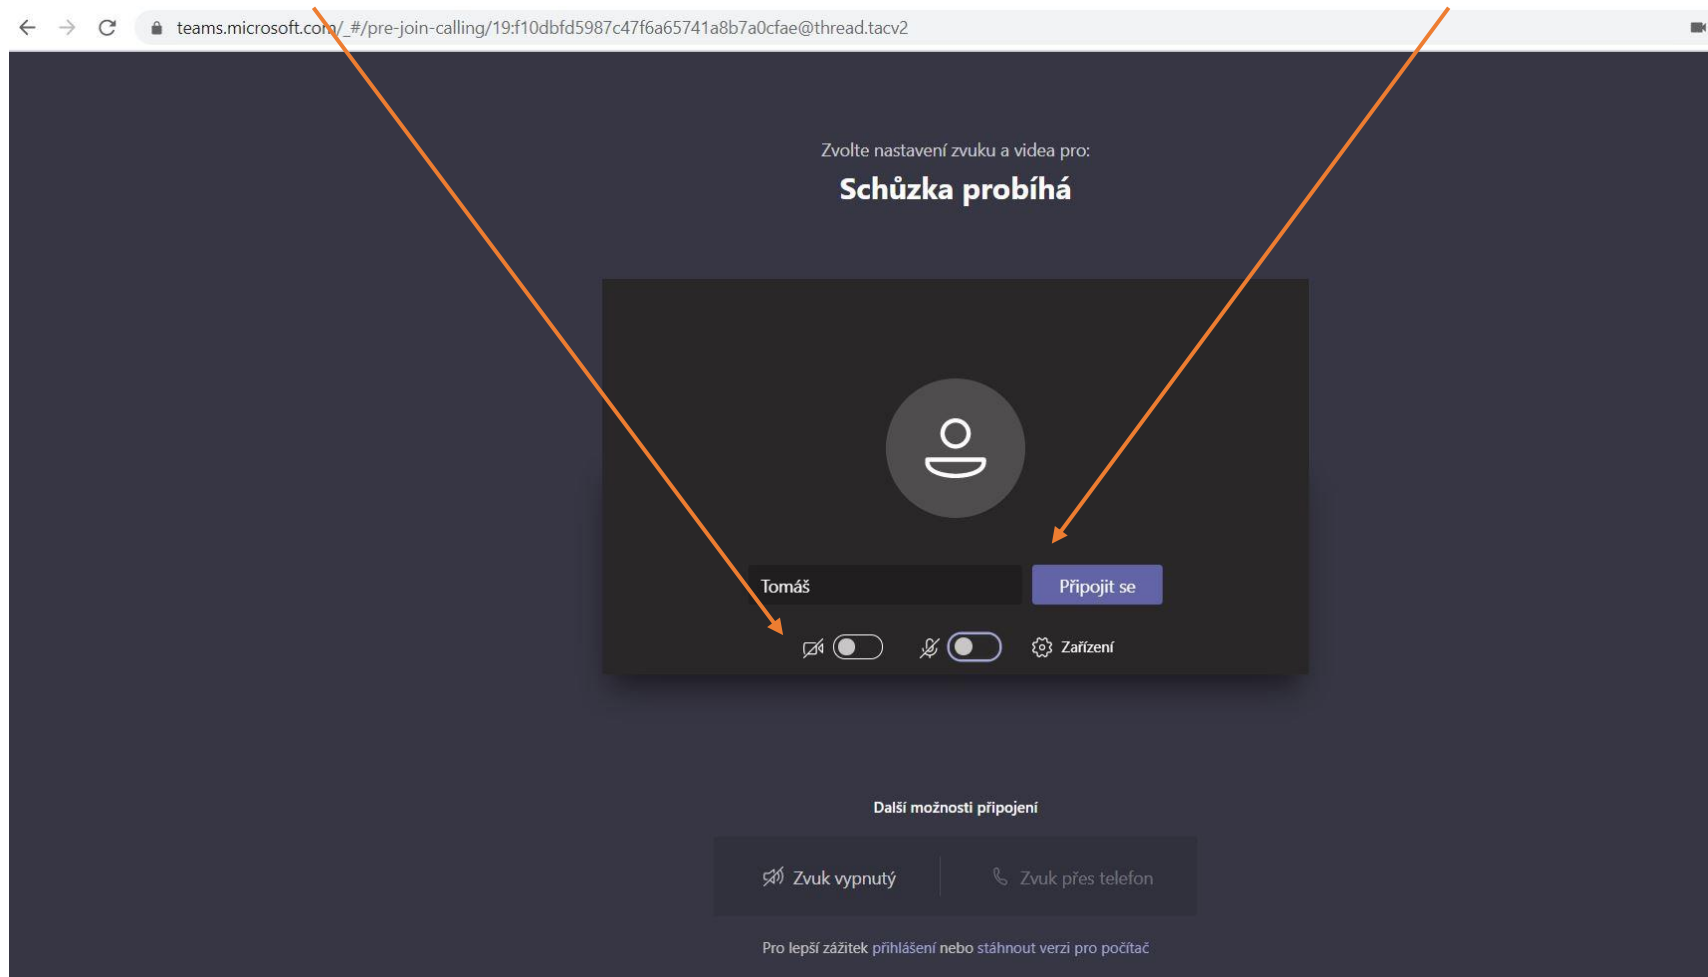 teams.microsoft.com/_#/pre-join-calling/19:f10dbfd5987c47f6a65741a8b7a0cfae@thread.tacv2
Zvolte nastavení zvuku a videa pro:
Schůzka probíhá
Tomáš
Připojit se
Zařízení
Další možnosti připojení
Zvuk vypnutý
Zvuk přes telefon
Pro lepší zážitek přihlášení nebo stáhnout verzi pro počítač